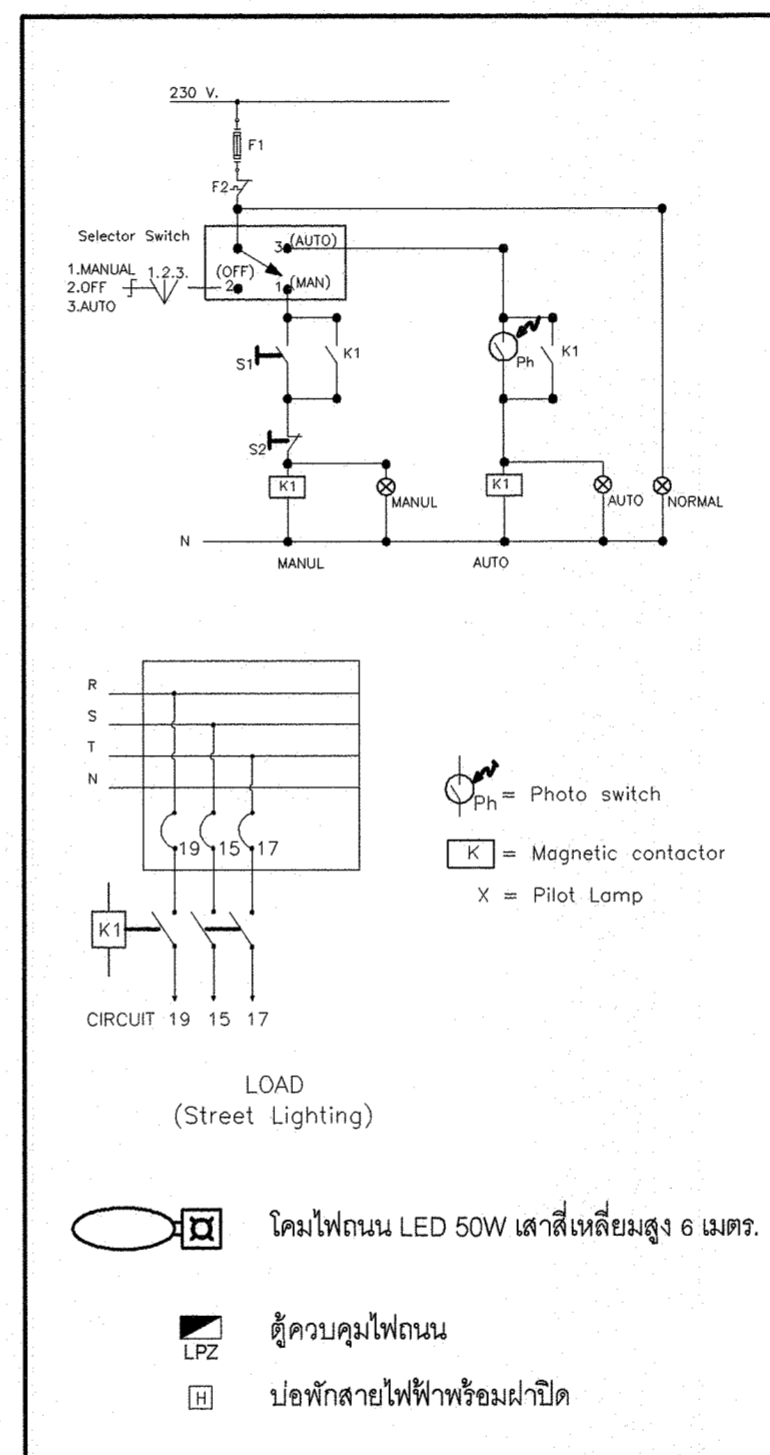 230 V.
F1
F2
Selector Switch
3 (AUTO)
1.MANUAL 1.2.3. (OFF)
2.OFF 2 1 (MAN)
3.AUTO
S1 K1 Ph K1
S2
K1 MANUL K1 AUTO NORMAL
N
MANUL AUTO
R
S
T
N
19 15 17
Ph = Photo switch
K = Magnetic contactor
X = Pilot Lamp
K1
CIRCUIT 19 15 17
LOAD
(Street Lighting)
โคมไฟถนน LED 50W เสาสี่เหลี่ยมสูง 6 เมตร.
ตู้ควบคุมไฟถนน
LPZ
H บ่อพักสายไฟฟ้าพร้อมฝาปิด